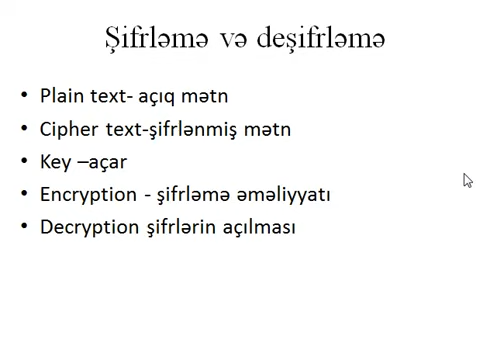 Şifrləmə və deşifrləmə
• Plain text- açıq mətn
• Cipher text-şifrlənmiş mətn
• Key –açar
• Encryption - şifrləmə əməliyyatı
• Decryption şifrlərin açılması